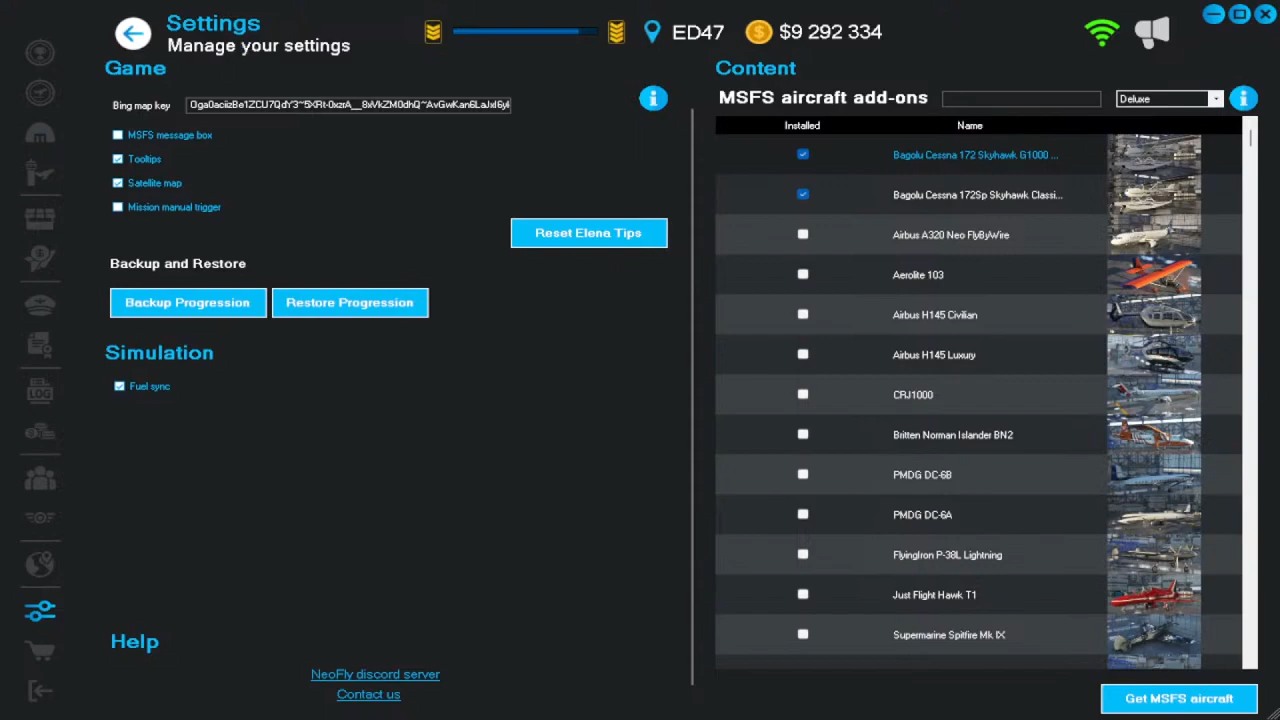 Settings
Manage your settings
ED47
$9 292 334
Game
Bing map key
MSFS message box
Tooltips
Satellite map
Mission manual trigger
Reset Elena Tips
Backup and Restore
Backup Progression
Restore Progression
Simulation
Fuel sync
Help
NeoFly discord server
Contact us
LOG
Content
MSFS aircraft add-ons
Deluxe
Installed Name
Bagolu Cessna 172 Skyhawk G1000 ...
Bagolu Cessna 172Sp Skyhawk Classi...
Airbus A320 Neo FlyByWire
Aerolite 103
Airbus H145 Civilian
Airbus H145 Luxury
CRJ1000
Britten Norman Islander BN2
PMDG DC-6B
PMDG DC-6A
FlyingIron P-38L Lightning
Just Flight Hawk T1
Supermarine Spitfire Mk IX
Get MSFS aircraft